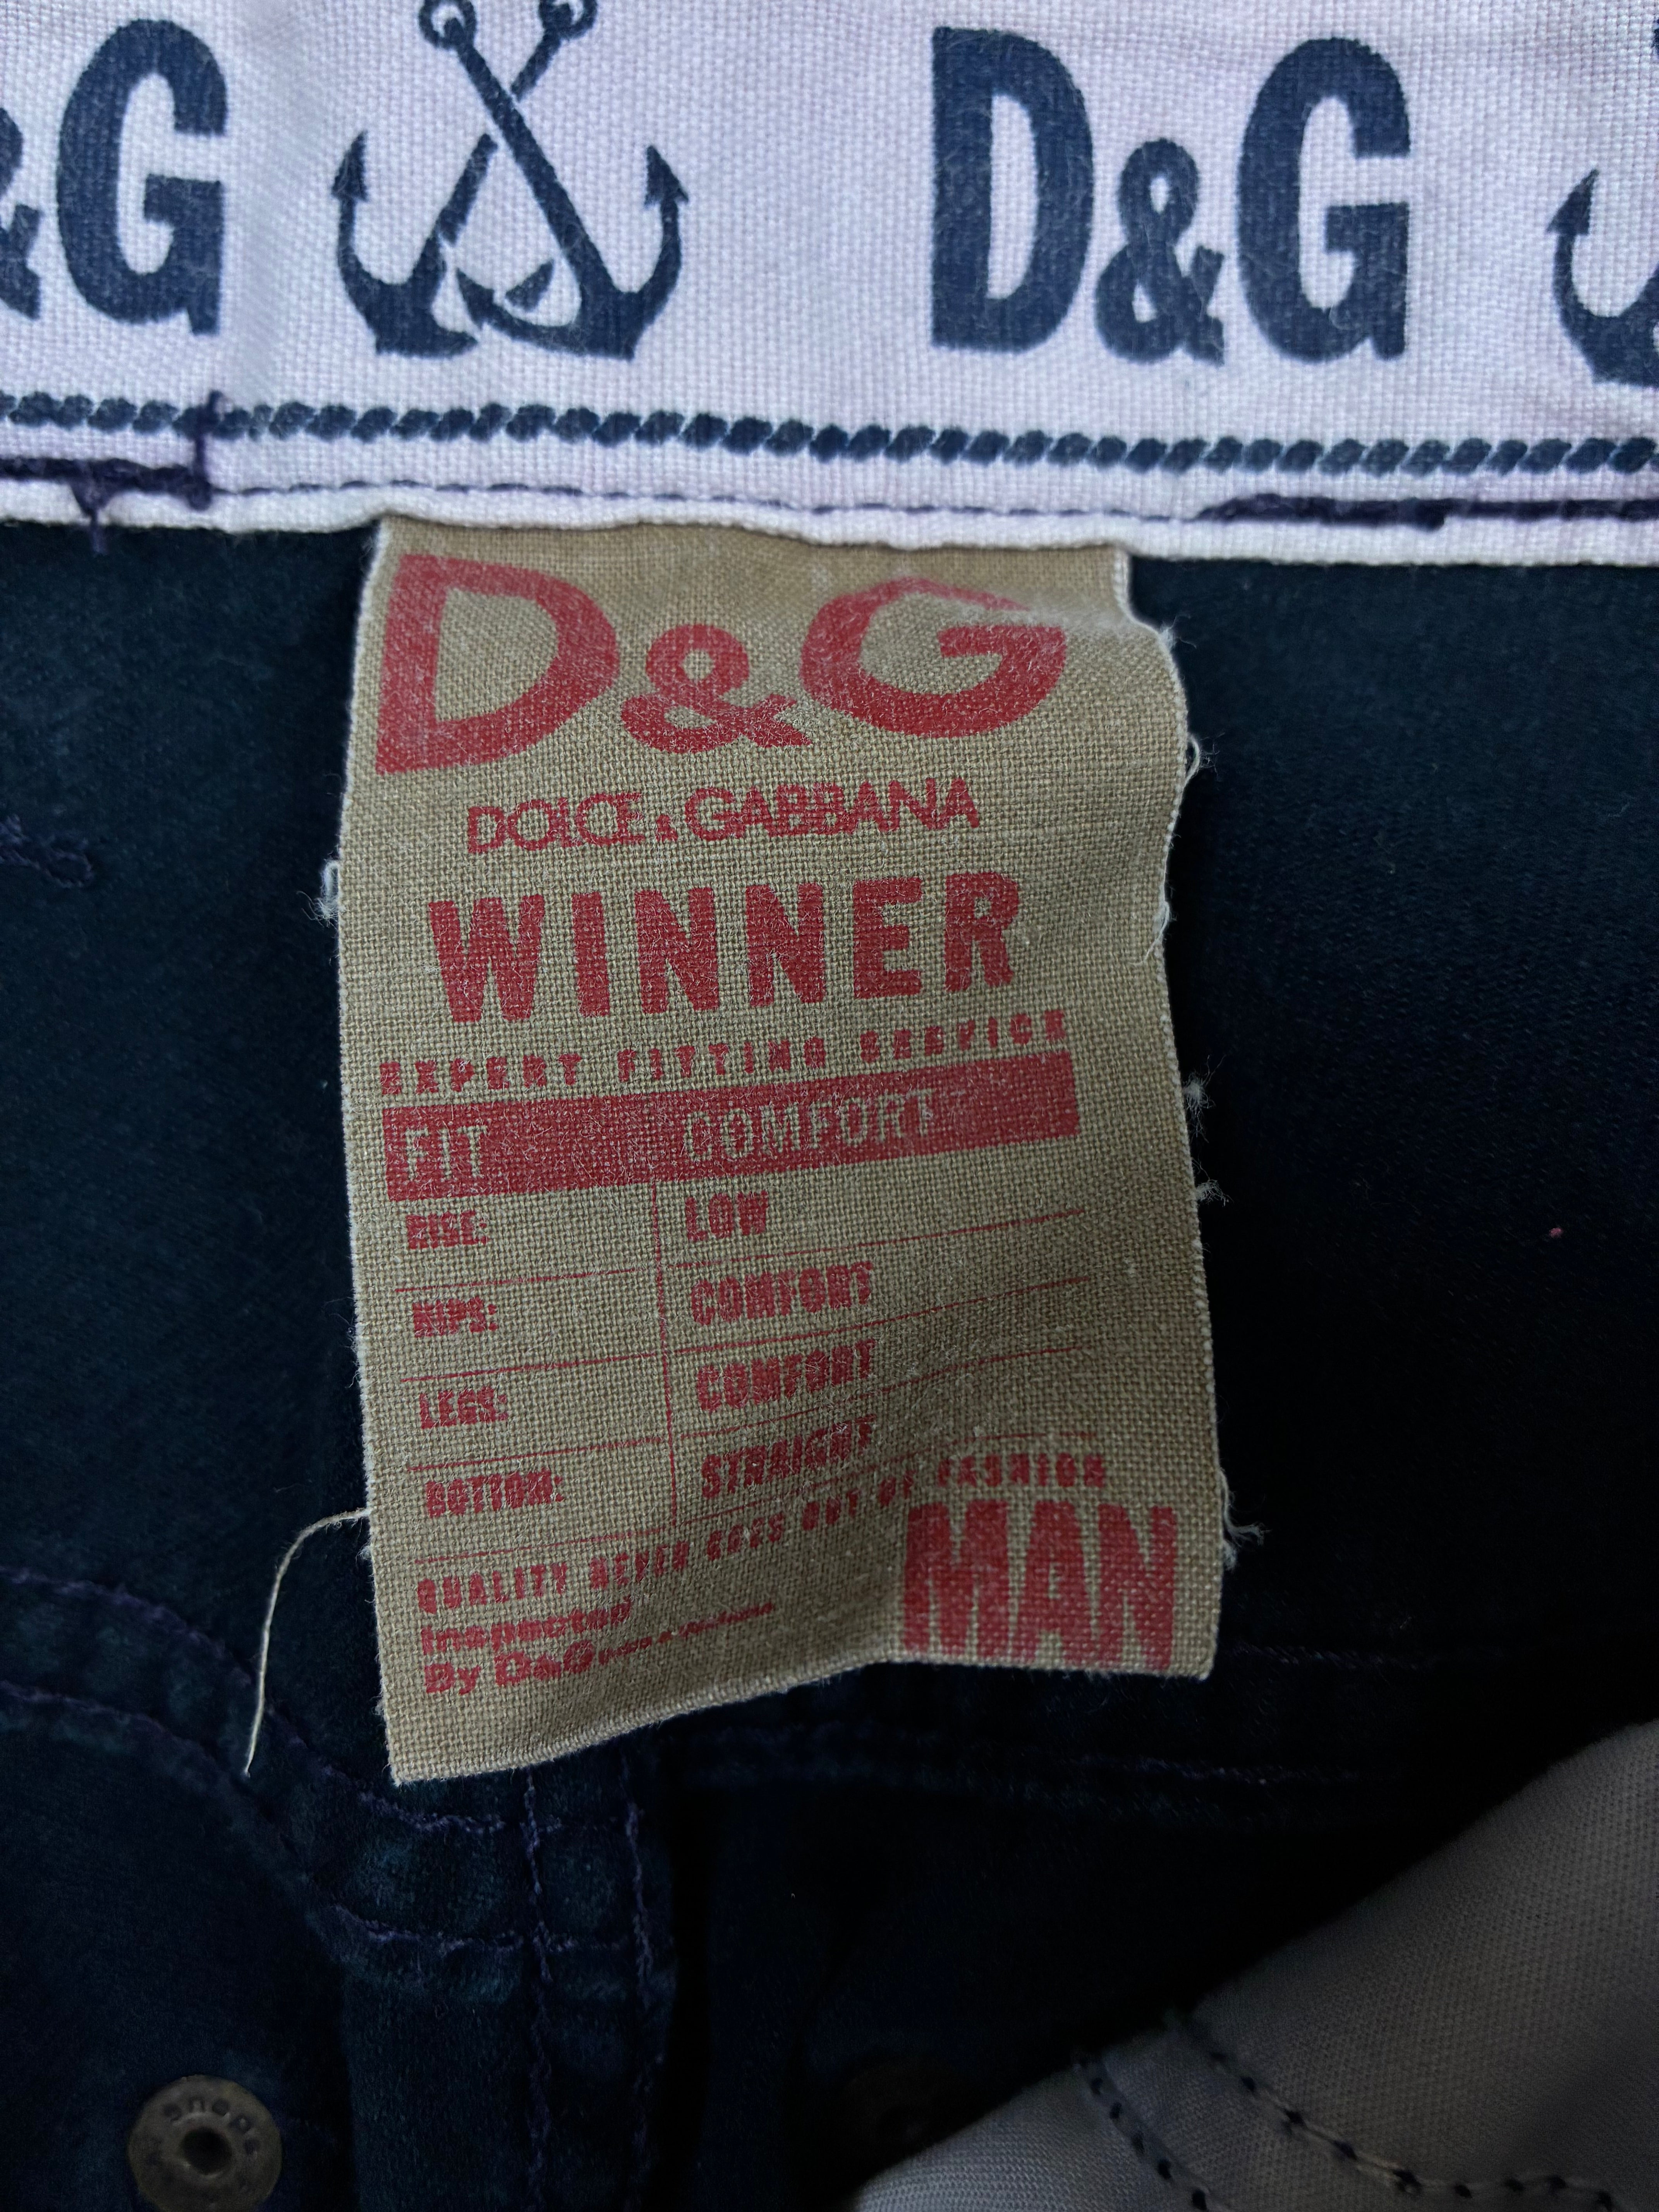 &G D&G
D&G
DOLCE & GABBANA
WINNER
EXPERT FITTING SERVICE
FIT COMFORT
RISE: LOW
HIPS: COMFORT
LEGS: COMFORT
BOTTOM: STRAIGHT
QUALITY NEVER GOES OUT OF FASHION
Inspected
By D&G
MAN